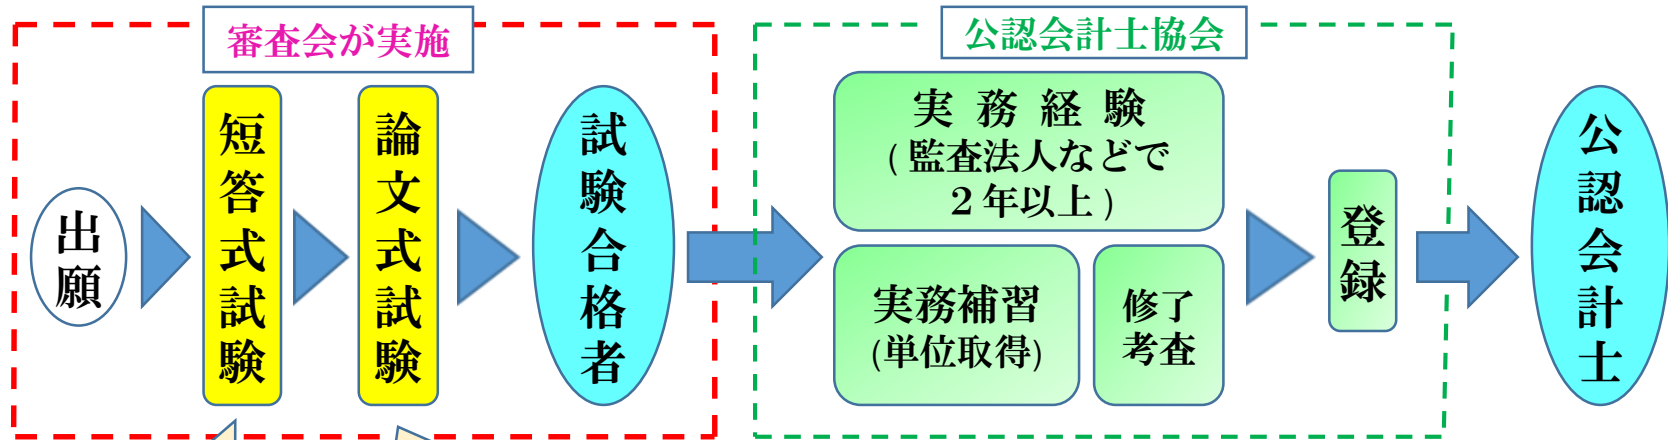 審査会が実施
出願
短答式試験
論文式試験
試験合格者
公認会計士協会
実務経験
(監査法人などで
２年以上)
実務補習
(単位取得)
修了
考査
登録
公認会計士